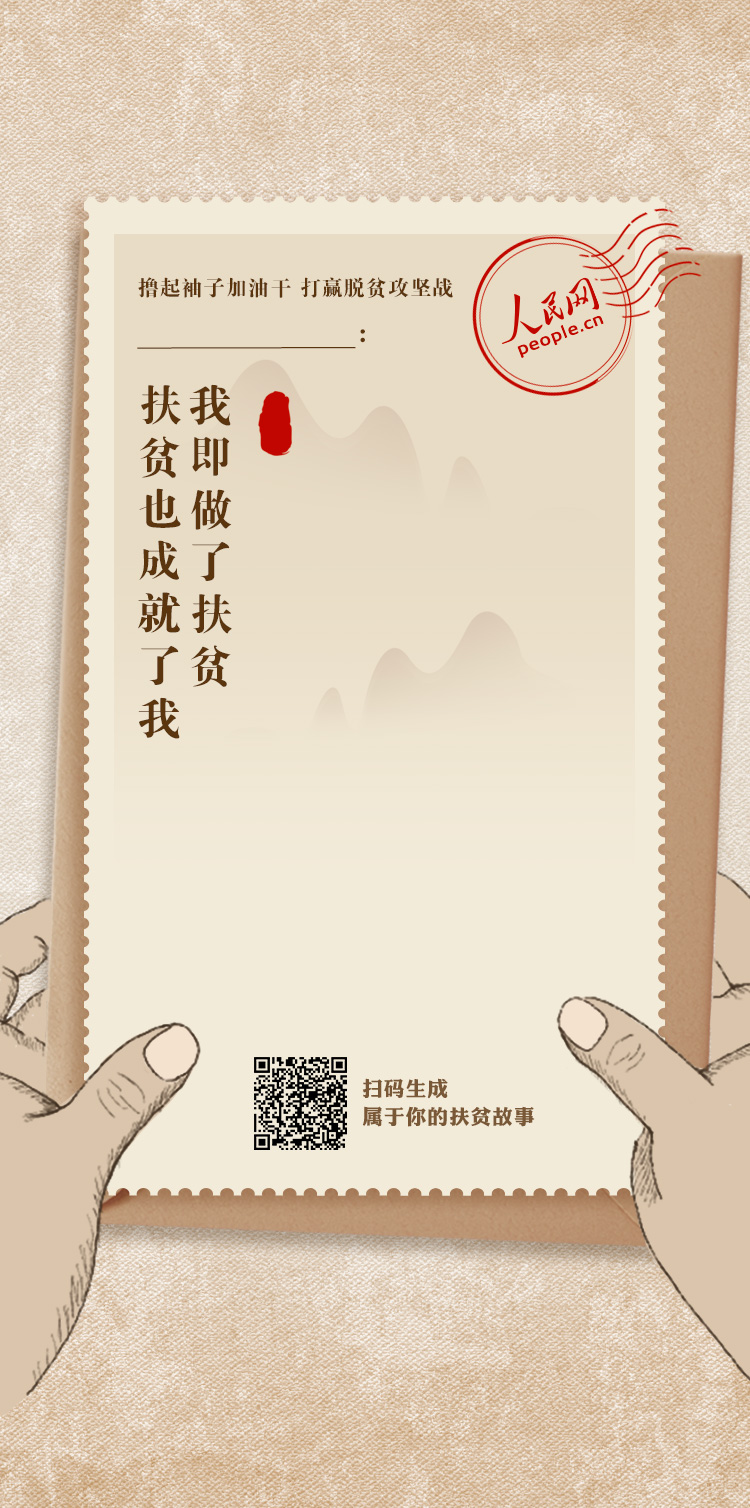 撸起袖子加油干 打赢脱贫攻坚战
人民网
people.cn
：
我即做了扶贫
扶贫也成就了我
扫码生成
属于你的扶贫故事